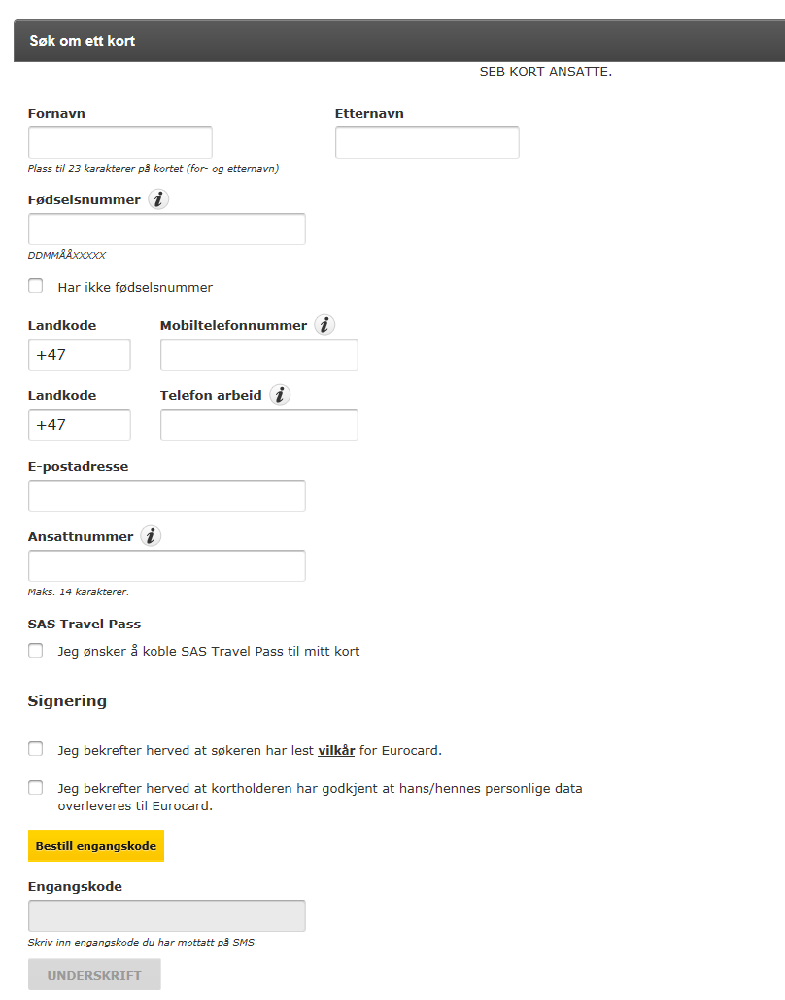 Søk om ett kort
SEB KORT ANSATTE.
Fornavn
Etternavn
Plass til 23 karakterer på kortet (for- og etternavn)
Fødselsnummer i
DDMMÅÅXXXXX
Har ikke fødselsnummer
Landkode
Mobiltelefonnummer i
+47
Landkode
Telefon arbeid i
+47
E-postadresse
Ansattnummer i
Maks. 14 karakterer.
SAS Travel Pass
Jeg ønsker å koble SAS Travel Pass til mitt kort
Signering
Jeg bekrefter herved at søkeren har lest vilkår for Eurocard.
Jeg bekrefter herved at kortholderen har godkjent at hans/hennes personlige data
overleveres til Eurocard.
Bestill engangskode
Engangskode
Skriv inn engangskode du har mottatt på SMS
UNDERSKRIFT